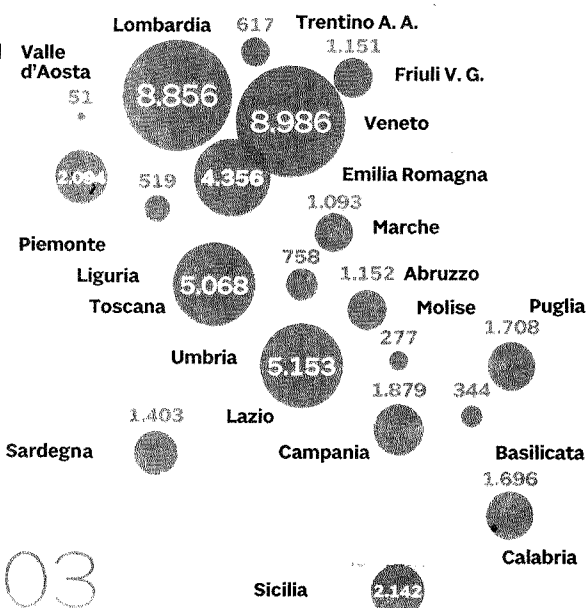 Lombardia
617
Trentino A. A.
Valle
d'Aosta
1.151
Friuli V. G.
51
8.856
8.986
Veneto
2.094
519
4.356
Emilia Romagna
1.093
Marche
Piemonte
758
Liguria
5.068
1.152
Abruzzo
Toscana
Molise
Puglia
277
1.708
Umbria
5.153
1.879
344
Lazio
1.403
Sardegna
Campania
Basilicata
1.696
Calabria
03
Sicilia
2.142